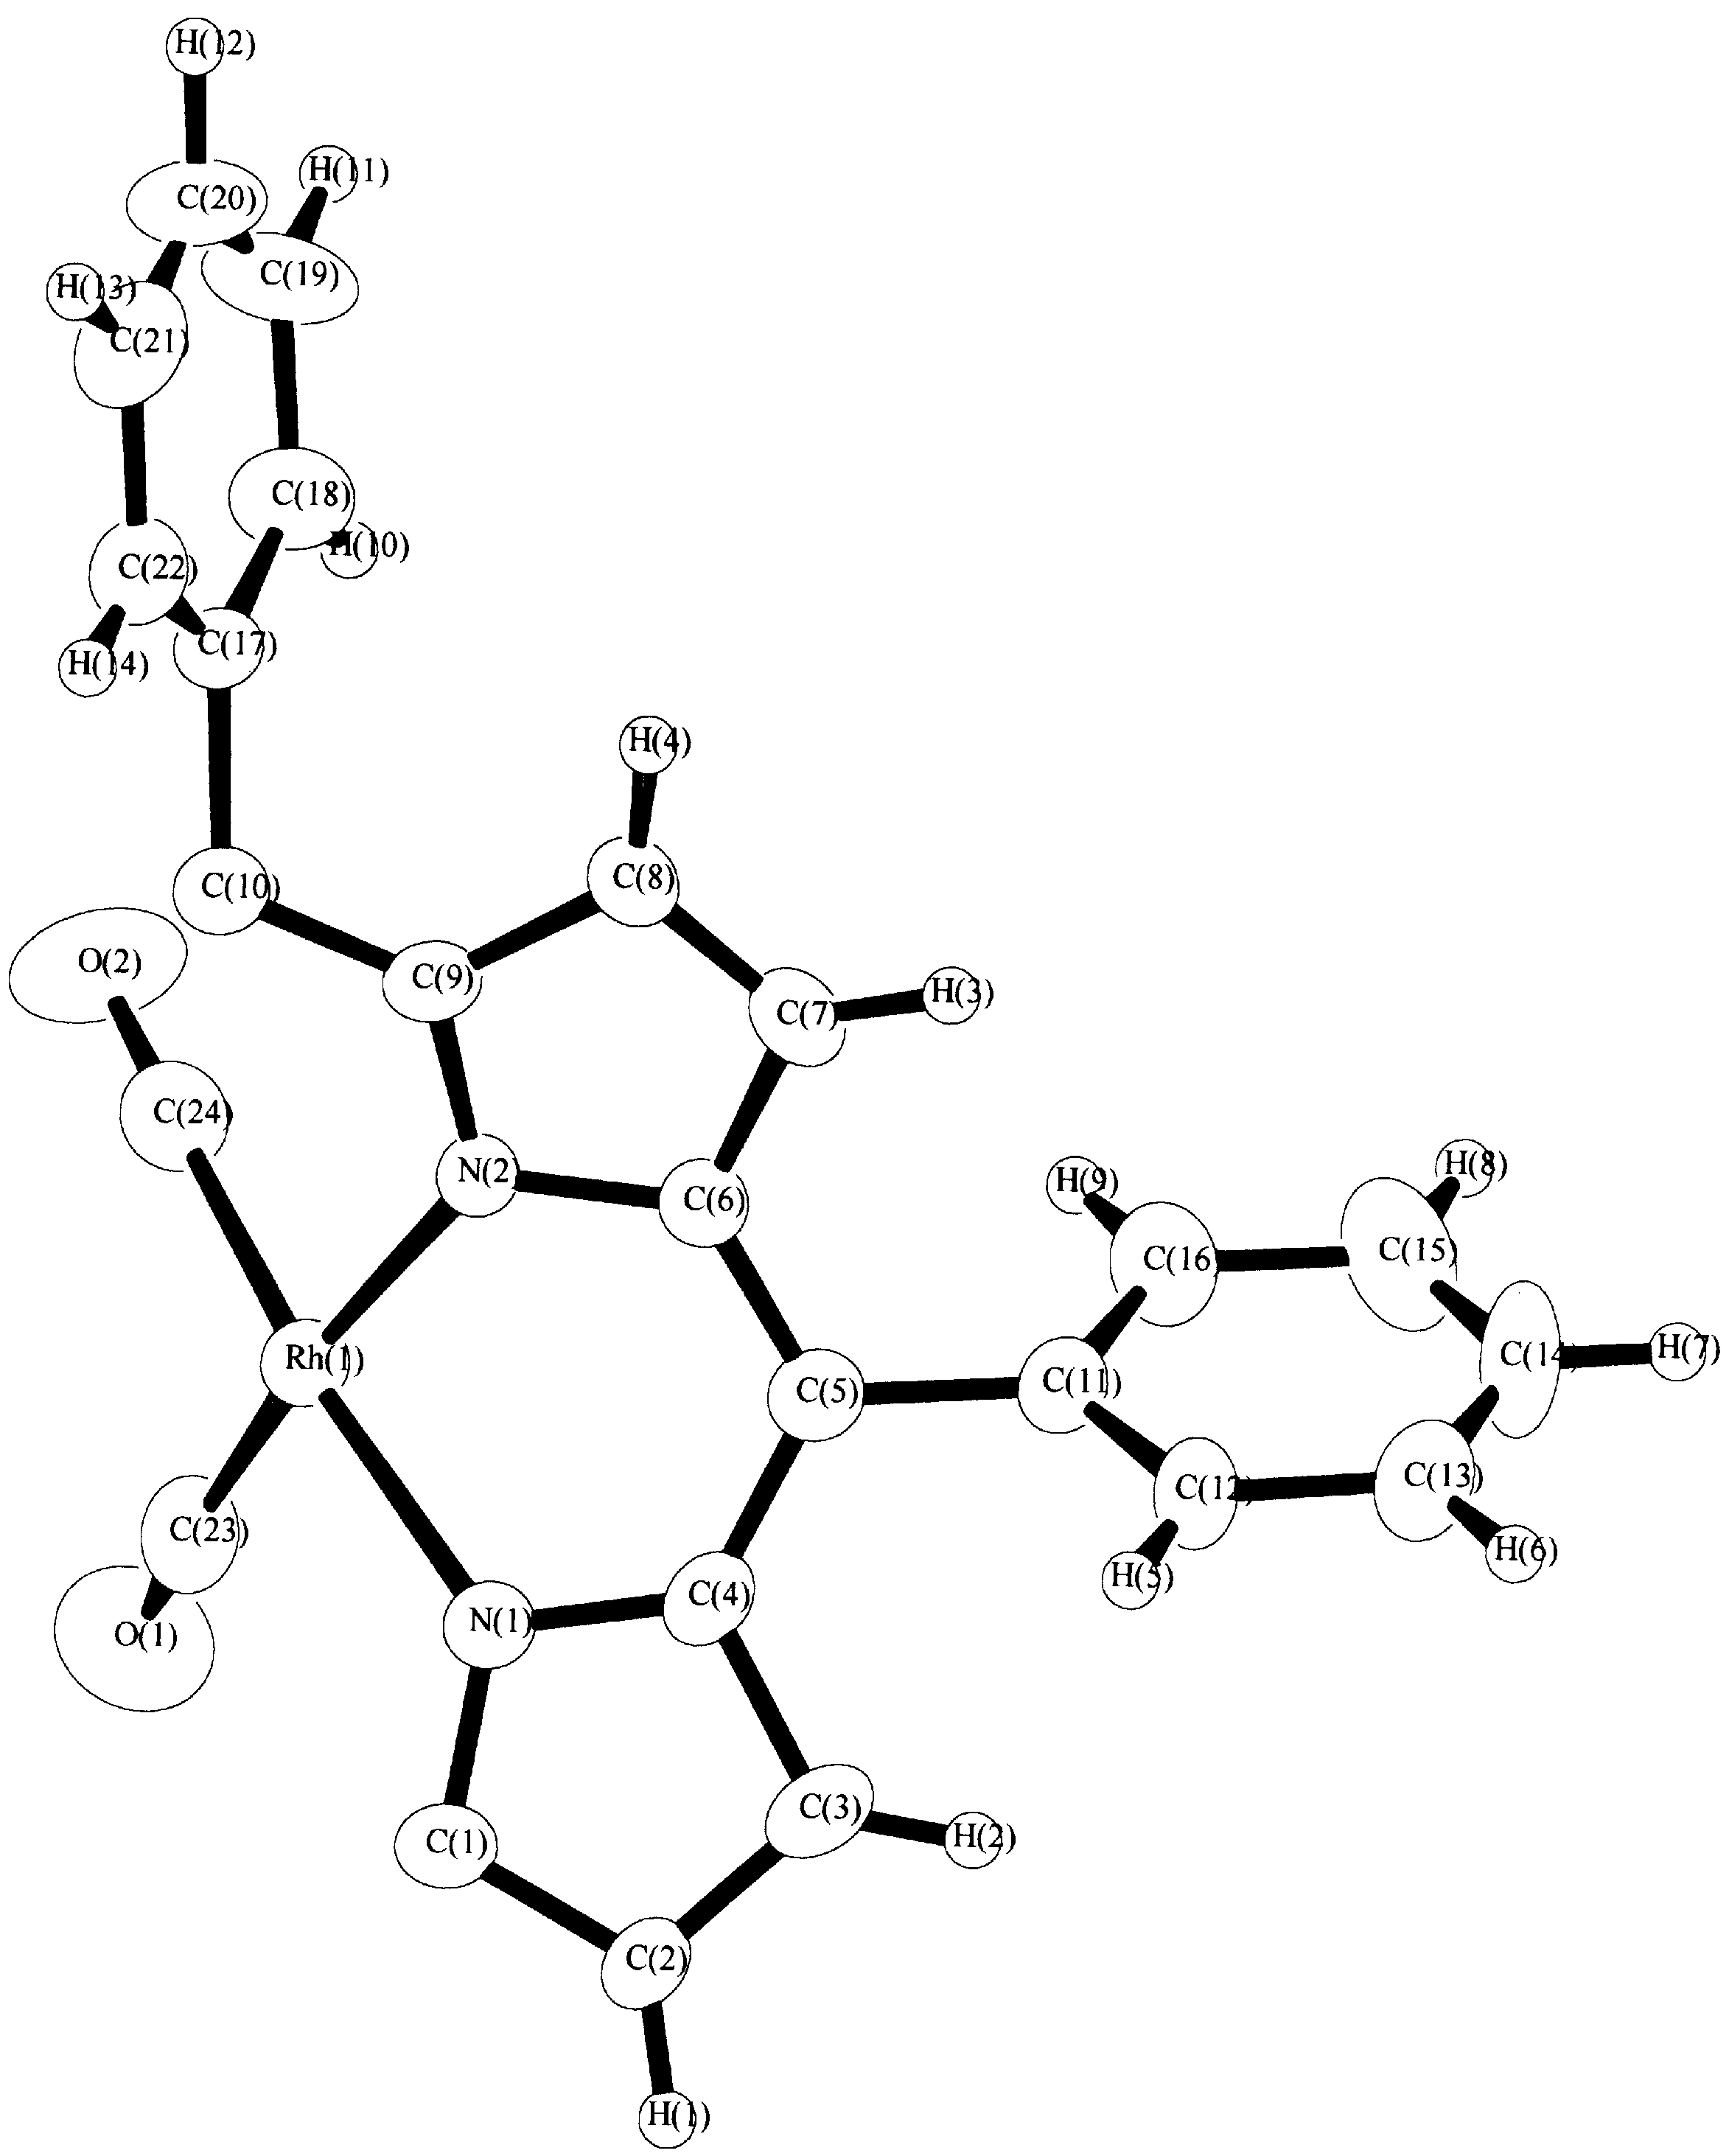 H(12)
H(11)
C(20)
C(19)
H(13)
C(21)
C(18)
H(10)
C(22)
C(17)
H(14)
H(4)
C(10)
C(8)
O(2)
C(9)
H(3)
C(7)
C(24)
N(2)
C(6)
H(9)
H(8)
C(16)
C(15)
Rh(1)
C(5)
C(11)
C(14)
H(7)
C(12)
C(13)
C(23)
H(5)
H(6)
O(1)
N(1)
C(4)
C(1)
C(3)
H(2)
C(2)
H(1)